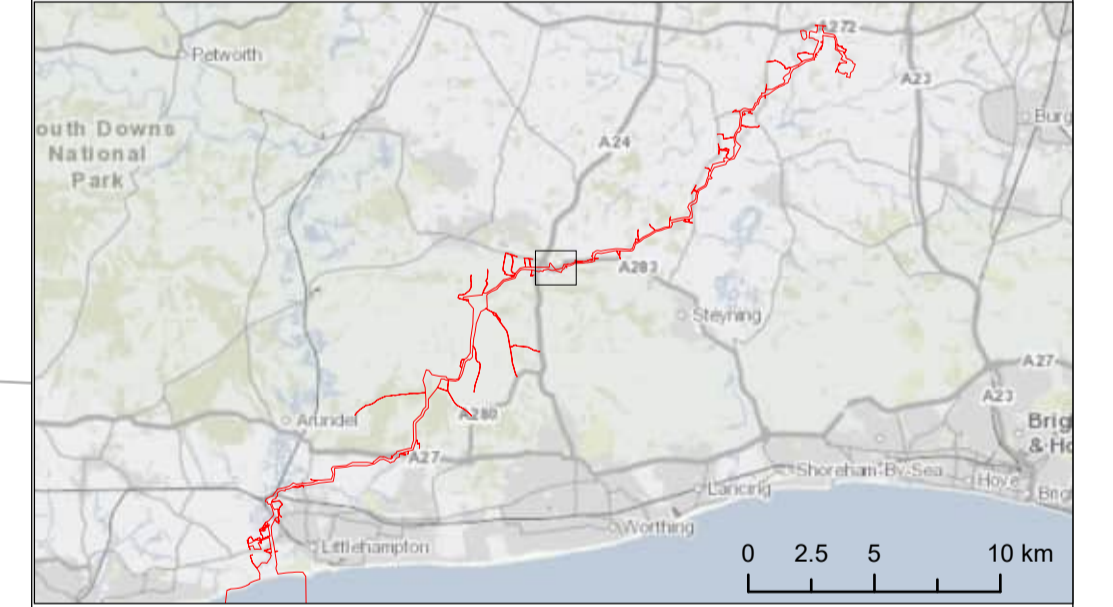 A272
Petworth
A23
Burg
outh Downs
National
Park
A24
A283
Steyning
A27
A23
Arundel
A280
Brig
& Ho
A27
Shoreham-By-Sea
Hove
Lancing
Brig
Worthing
Littlehampton
0 2.5 5 10 km